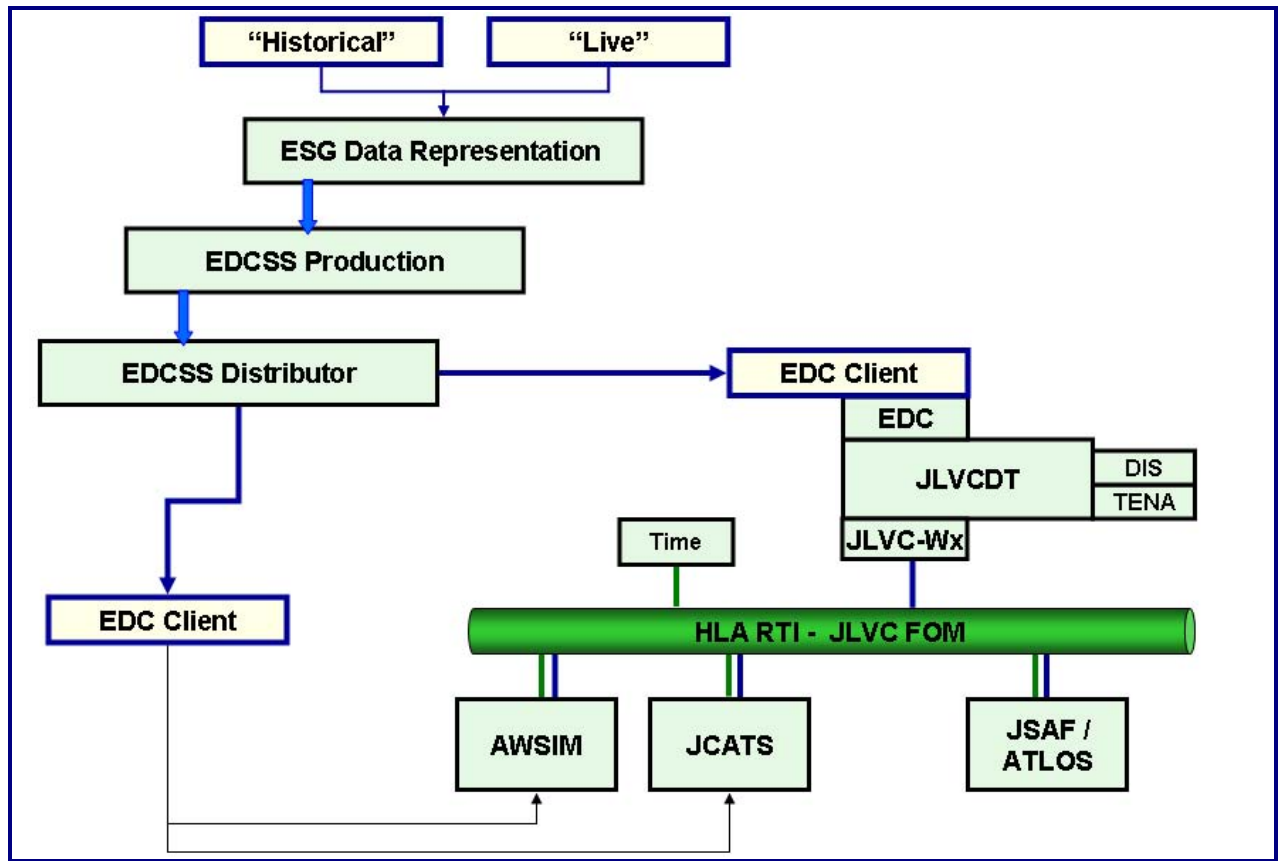 “Historical”
“Live”
ESG Data Representation
EDCSS Production
EDCSS Distributor
EDC Client
EDC
JLVCDT
DIS
TENA
JLVC-Wx
Time
EDC Client
HLA RTI - JLVC FOM
AWSIM
JCATS
JSAF /
ATLOS